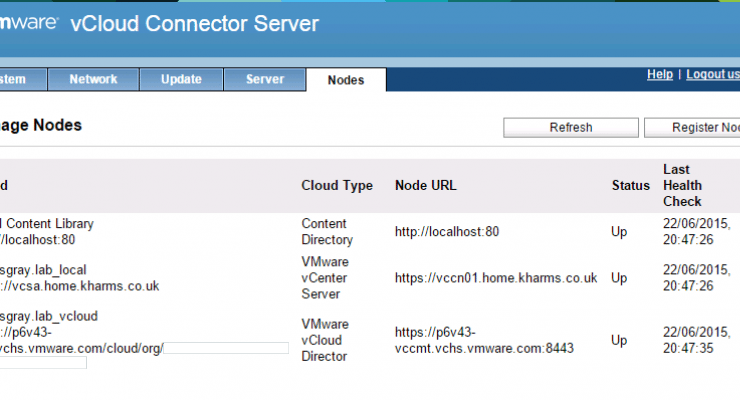 mware vCloud Connector Server
stem Network Update Server Nodes
Help | Logout us
age Nodes
Refresh Register No
d Cloud Type Node URL Status Last Health Check
l Content Library
/localhost:80
Content Directory
http://localhost:80
Up
22/06/2015, 20:47:26
sgray.lab_local
s://vcsa.home.kharms.co.uk
VMware vCenter Server
https://vccn01.home.kharms.co.uk
Up
22/06/2015, 20:47:26
sgray.lab_vcloud
s://p6v43-
vchs.vmware.com/cloud/org/
VMware vCloud Director
https://p6v43-
vccmt.vchs.vmware.com:8443
Up
22/06/2015, 20:47:35